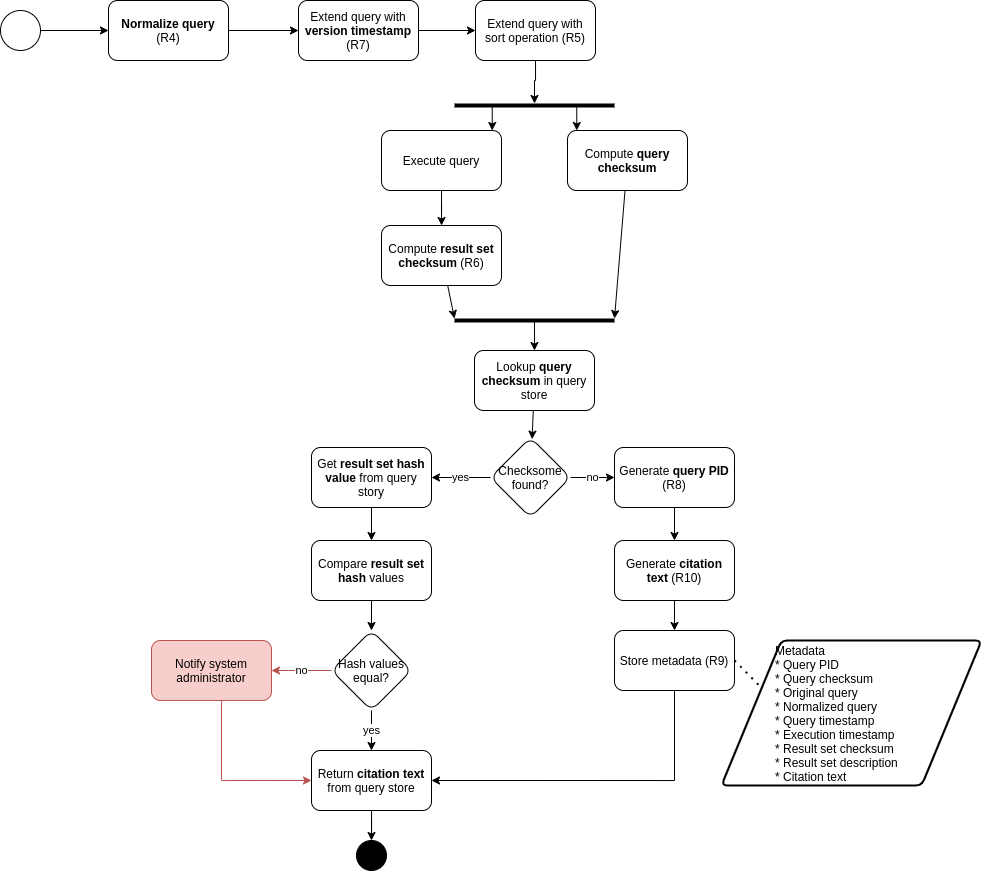 Normalize query
(R4)
Extend query with
version timestamp
(R7)
Extend query with
sort operation (R5)
Execute query
Compute query
checksum
Compute result set
checksum (R6)
Lookup query
checksum in query
store
Get result set hash
value from query
story
yes
Checksome
found?
no
Generate query PID
(R8)
Compare result set
hash values
Generate citation
text (R10)
Notify system
administrator
no
Hash values
equal?
Store metadata (R9)
Metadata
* Query PID
* Query checksum
* Original query
* Normalized query
* Query timestamp
* Execution timestamp
* Result set checksum
* Result set description
* Citation text
yes
Return citation text
from query store